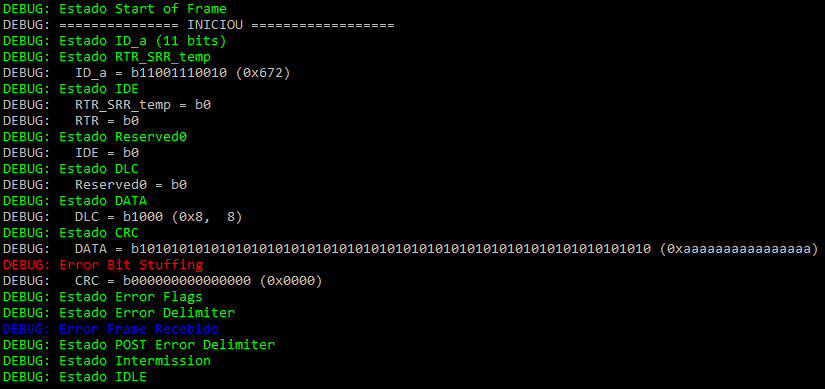 DEBUG: Estado Start of Frame
DEBUG: =============== INICIOU ==================
DEBUG: Estado ID_a (11 bits)
DEBUG: Estado RTR_SRR_temp
DEBUG:   ID_a = b11001110010 (0x672)
DEBUG: Estado IDE
DEBUG:   RTR_SRR_temp = b0
DEBUG:   RTR = b0
DEBUG: Estado Reserved0
DEBUG:   IDE = b0
DEBUG: Estado DLC
DEBUG:   Reserved0 = b0
DEBUG: Estado DATA
DEBUG:   DLC = b1000 (0x8,  8)
DEBUG: Estado CRC
DEBUG:   DATA = b1010101010101010101010101010101010101010101010101010101010101010 (0xaaaaaaaaaaaaaaaa)
DEBUG: Error Bit Stuffing
DEBUG:   CRC = b000000000000000 (0x0000)
DEBUG: Estado Error Flags
DEBUG: Estado Error Delimiter
DEBUG: Error Frame Recebido
DEBUG: Estado POST Error Delimiter
DEBUG: Estado Intermission
DEBUG: Estado IDLE